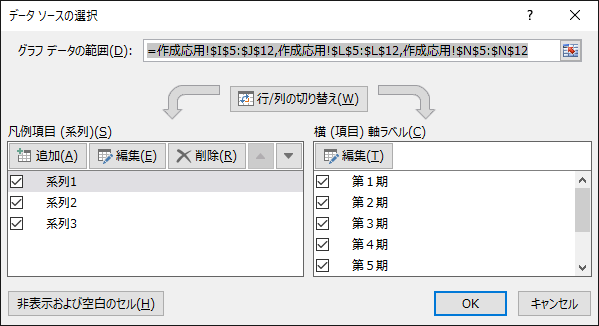 データ ソースの選択
グラフ データの範囲(D): =作成応用!$I$5:$J$12,作成応用!$L$5:$L$12,作成応用!$N$5:$N$12
行/列の切り替え(W)
凡例項目 (系列)(S)
追加(A) 編集(E) 削除(R)
系列1
系列2
系列3
横 (項目) 軸ラベル(C)
編集(T)
第１期
第２期
第３期
第４期
第５期
非表示および空白のセル(H)
OK キャンセル